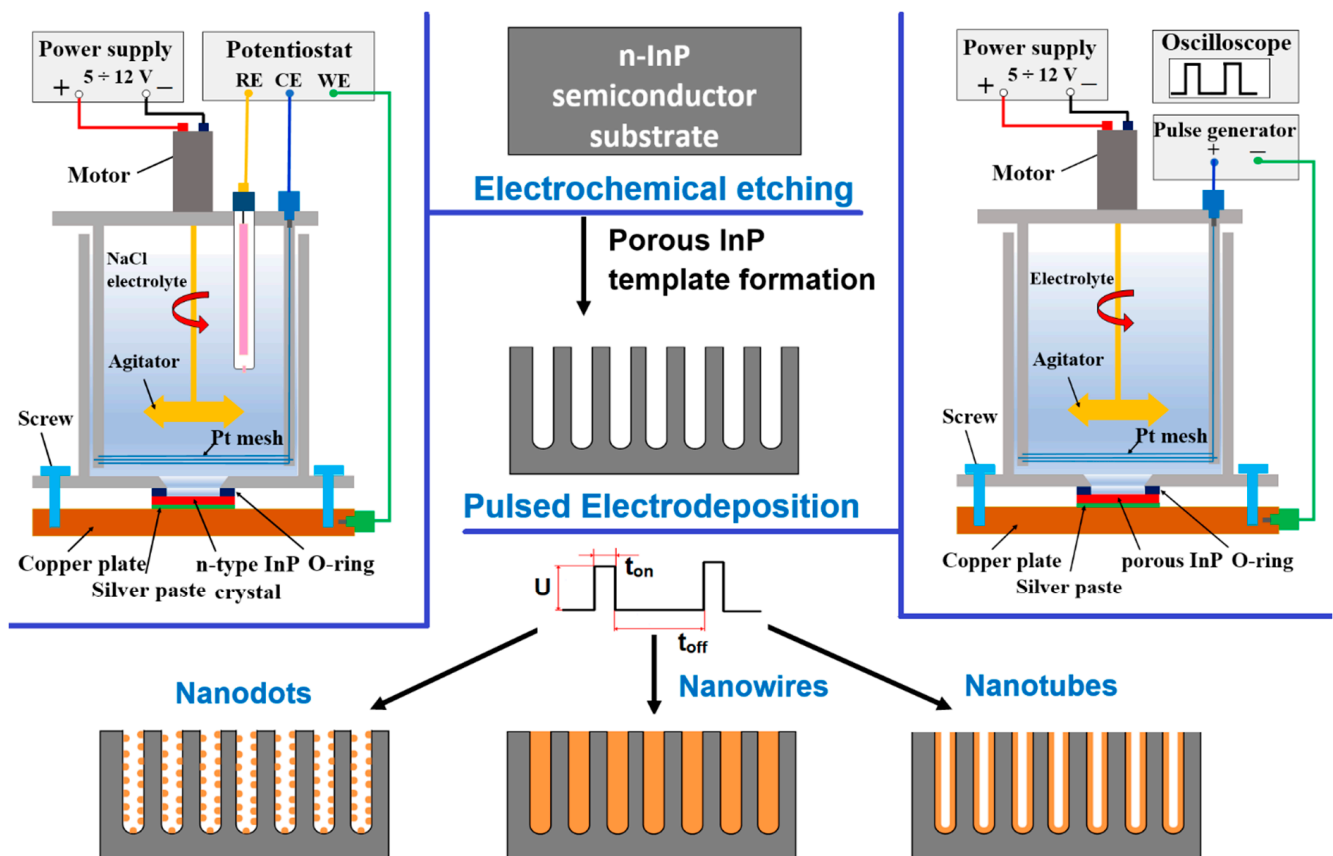 Power supply
5 ÷ 12 V
+
−
Potentiostat
RE CE WE
Motor
NaCl
electrolyte
Agitator
Screw
Pt mesh
Copper plate
Silver paste
n-type InP
crystal
O-ring
n-InP
semiconductor
substrate
Electrochemical etching
Porous InP
template formation
Pulsed Electrodeposition
U
ton
toff
Power supply
5 ÷ 12 V
+
−
Oscilloscope
Pulse generator
+
−
Motor
Electrolyte
Agitator
Screw
Pt mesh
Copper plate
Silver paste
porous InP
O-ring
Nanodots
Nanowires
Nanotubes